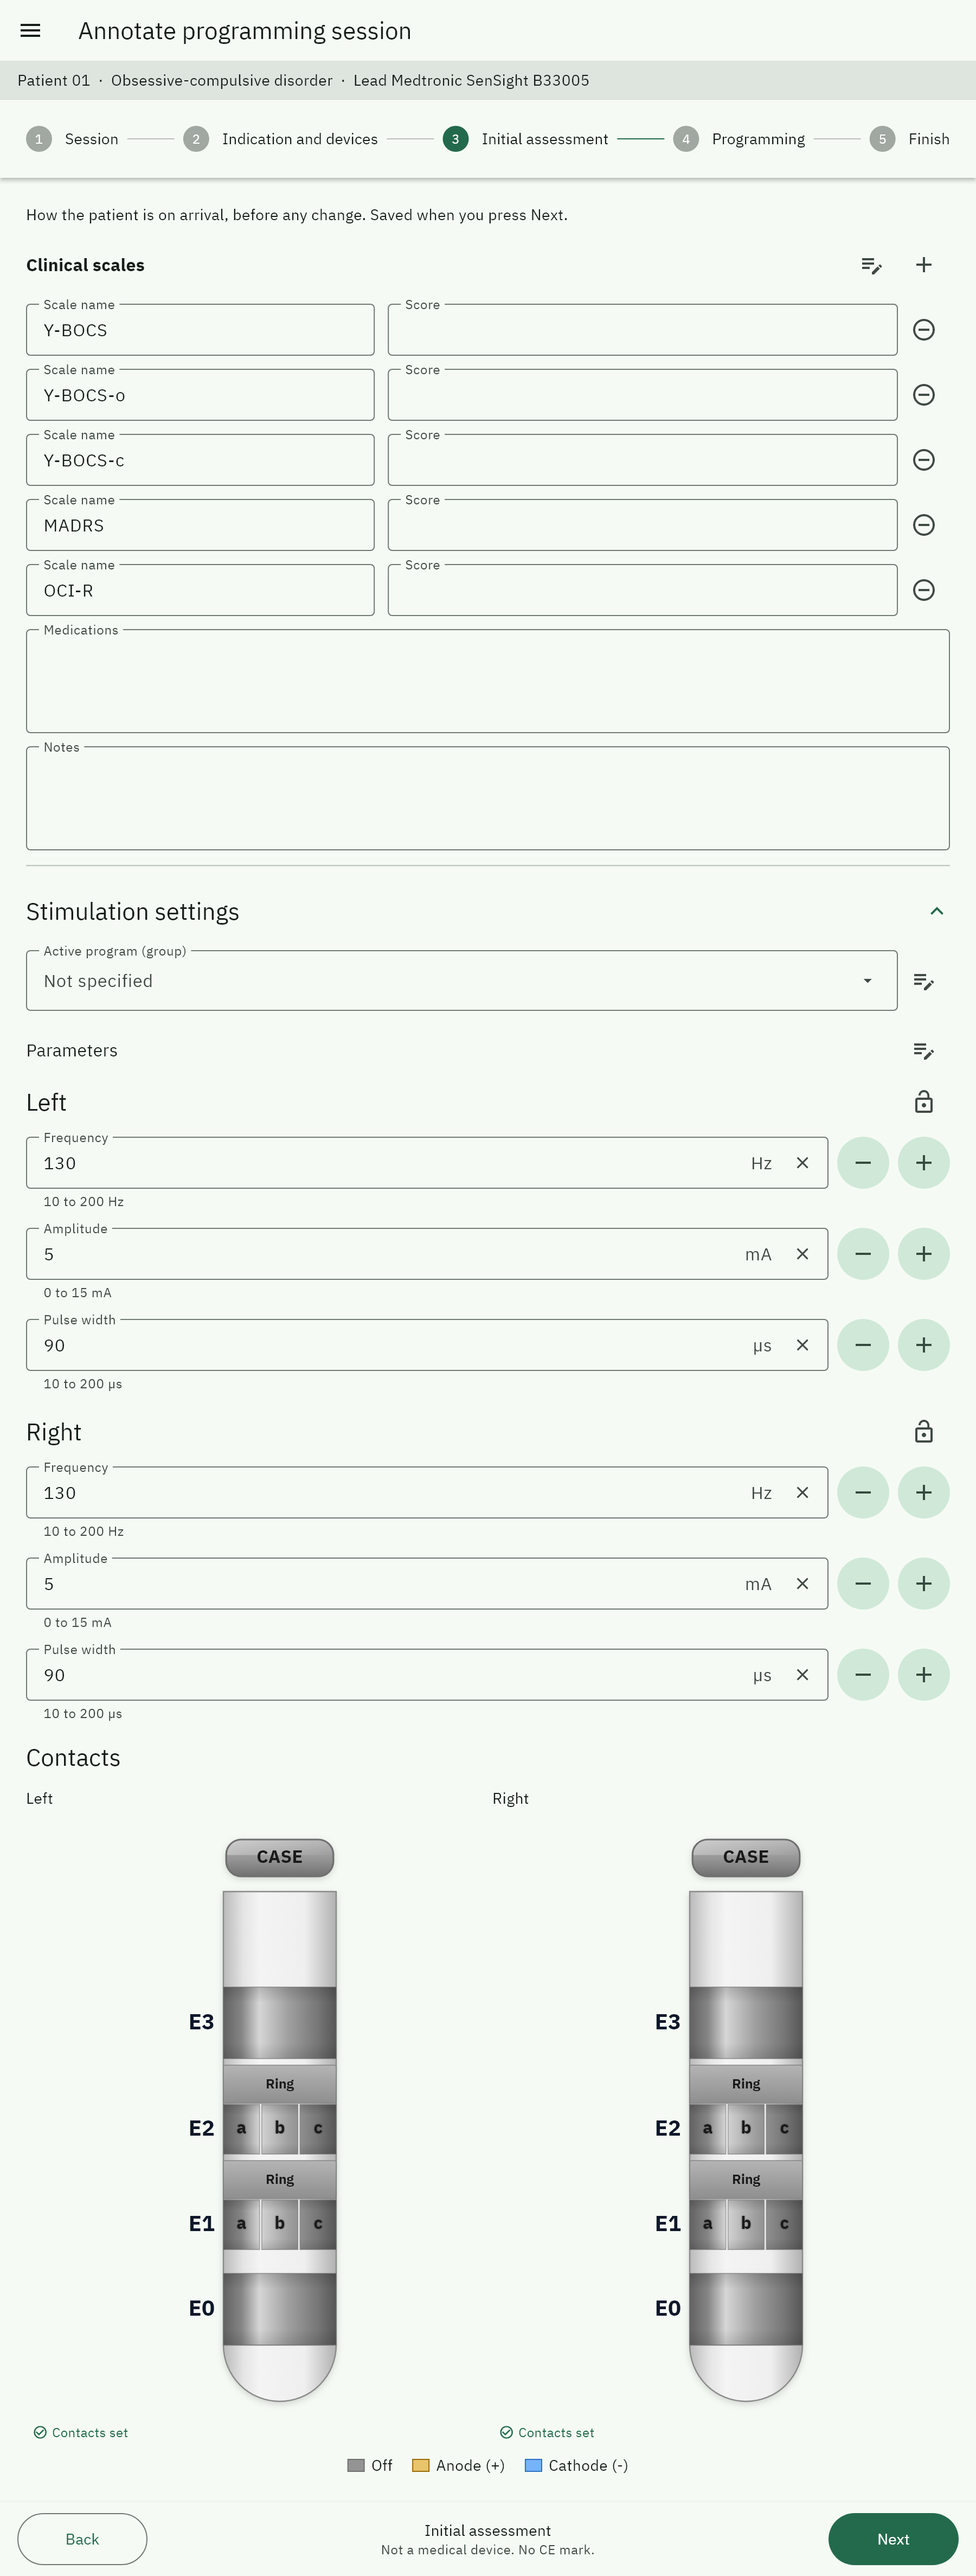 Annotate programming session
Patient 01 · Obsessive-compulsive disorder · Lead Medtronic SenSight B33005
1 Session 2 Indication and devices 3 Initial assessment 4 Programming 5 Finish
How the patient is on arrival, before any change. Saved when you press Next.
Clinical scales
Scale name Score
Y-BOCS
Scale name Score
Y-BOCS-o
Scale name Score
Y-BOCS-c
Scale name Score
MADRS
Scale name Score
OCI-R
Medications
Notes
Stimulation settings
Active program (group)
Not specified
Parameters
Left
Frequency
130 Hz
10 to 200 Hz
Amplitude
5 mA
0 to 15 mA
Pulse width
90 µs
10 to 200 µs
Right
Frequency
130 Hz
10 to 200 Hz
Amplitude
5 mA
0 to 15 mA
Pulse width
90 µs
10 to 200 µs
Contacts
Left Right
CASE CASE
E3 E3
Ring Ring
E2 a b c E2 a b c
Ring Ring
E1 a b c E1 a b c
E0 E0
Contacts set Contacts set
Off Anode (+) Cathode (-)
Back Initial assessment Next
Not a medical device. No CE mark.